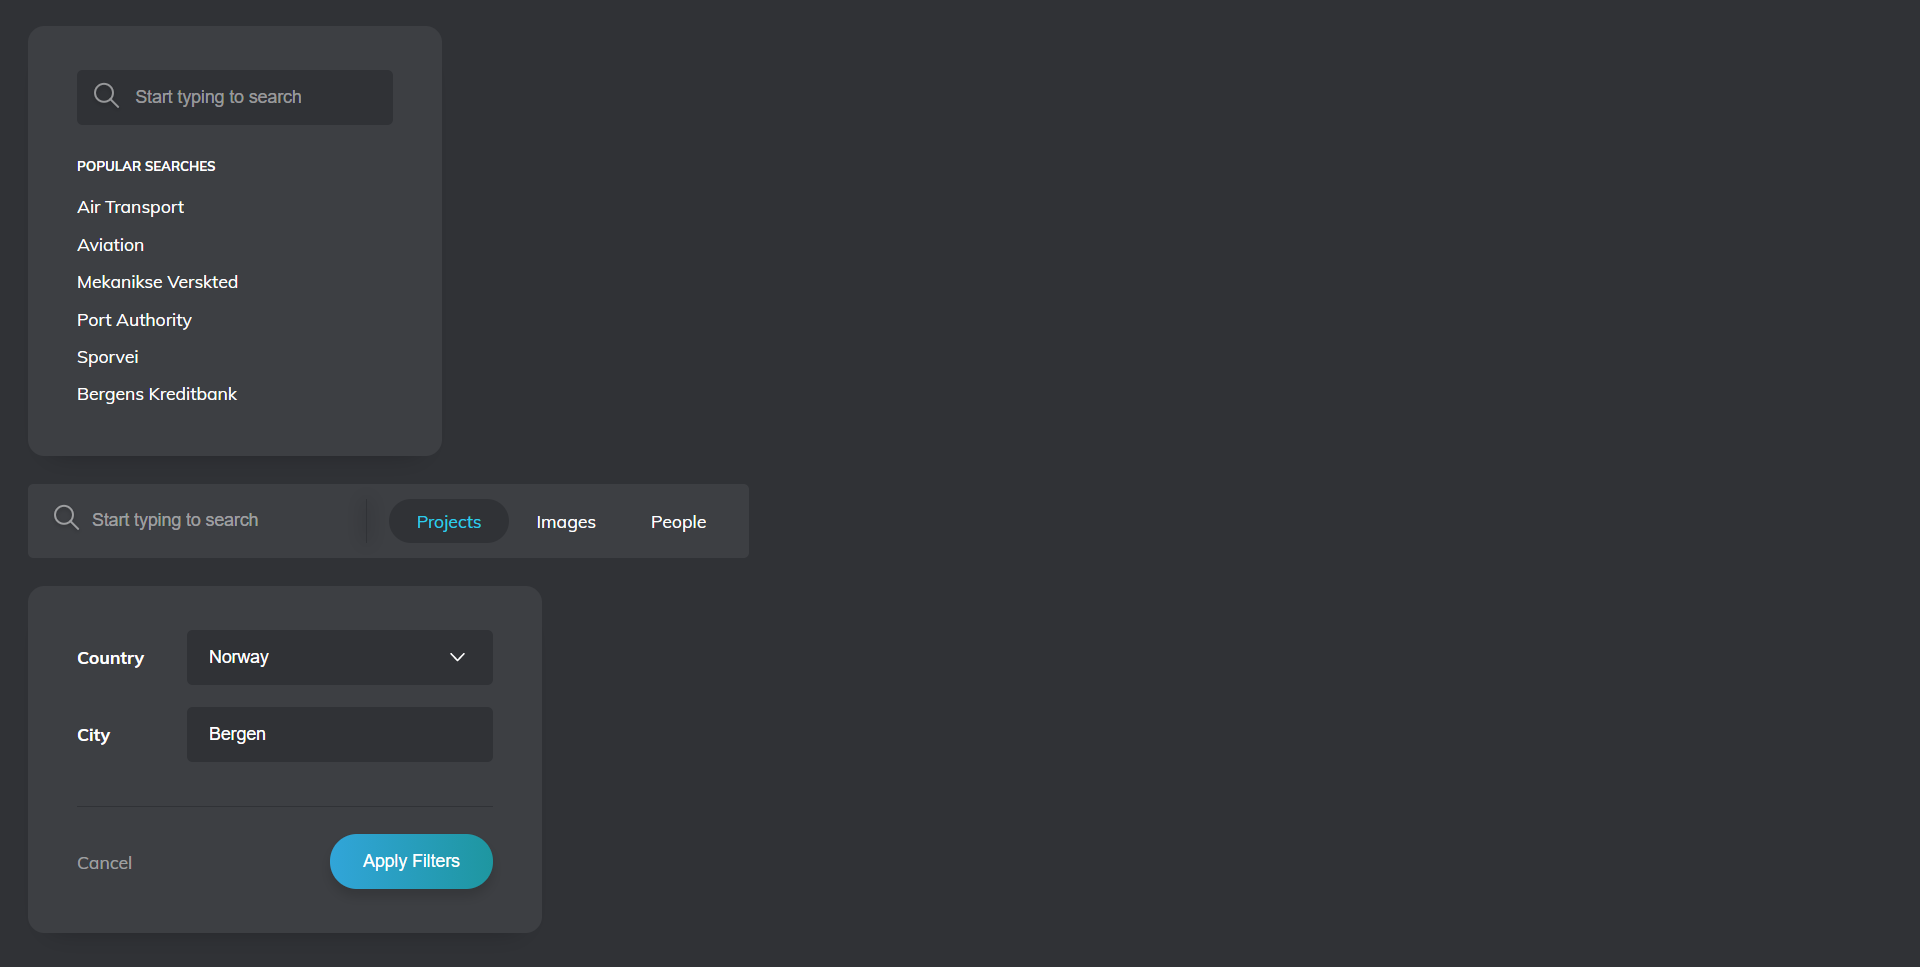 Start typing to search
POPULAR SEARCHES
Air Transport
Aviation
Mekanikse Verskted
Port Authority
Sporvei
Bergens Kreditbank
Start typing to search Projects Images People
Country Norway
City Bergen
Cancel Apply Filters